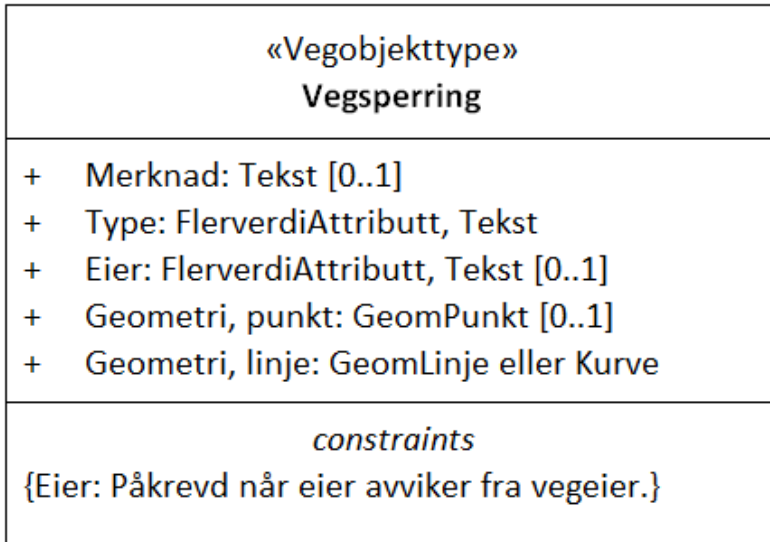 «Vegobjekttype»
Vegsperring
+ Merknad: Tekst [0..1]
+ Type: FlerverdiAttributt, Tekst
+ Eier: FlerverdiAttributt, Tekst [0..1]
+ Geometri, punkt: GeomPunkt [0..1]
+ Geometri, linje: GeomLinje eller Kurve
constraints
{Eier: Påkrevd når eier avviker fra vegeier.}